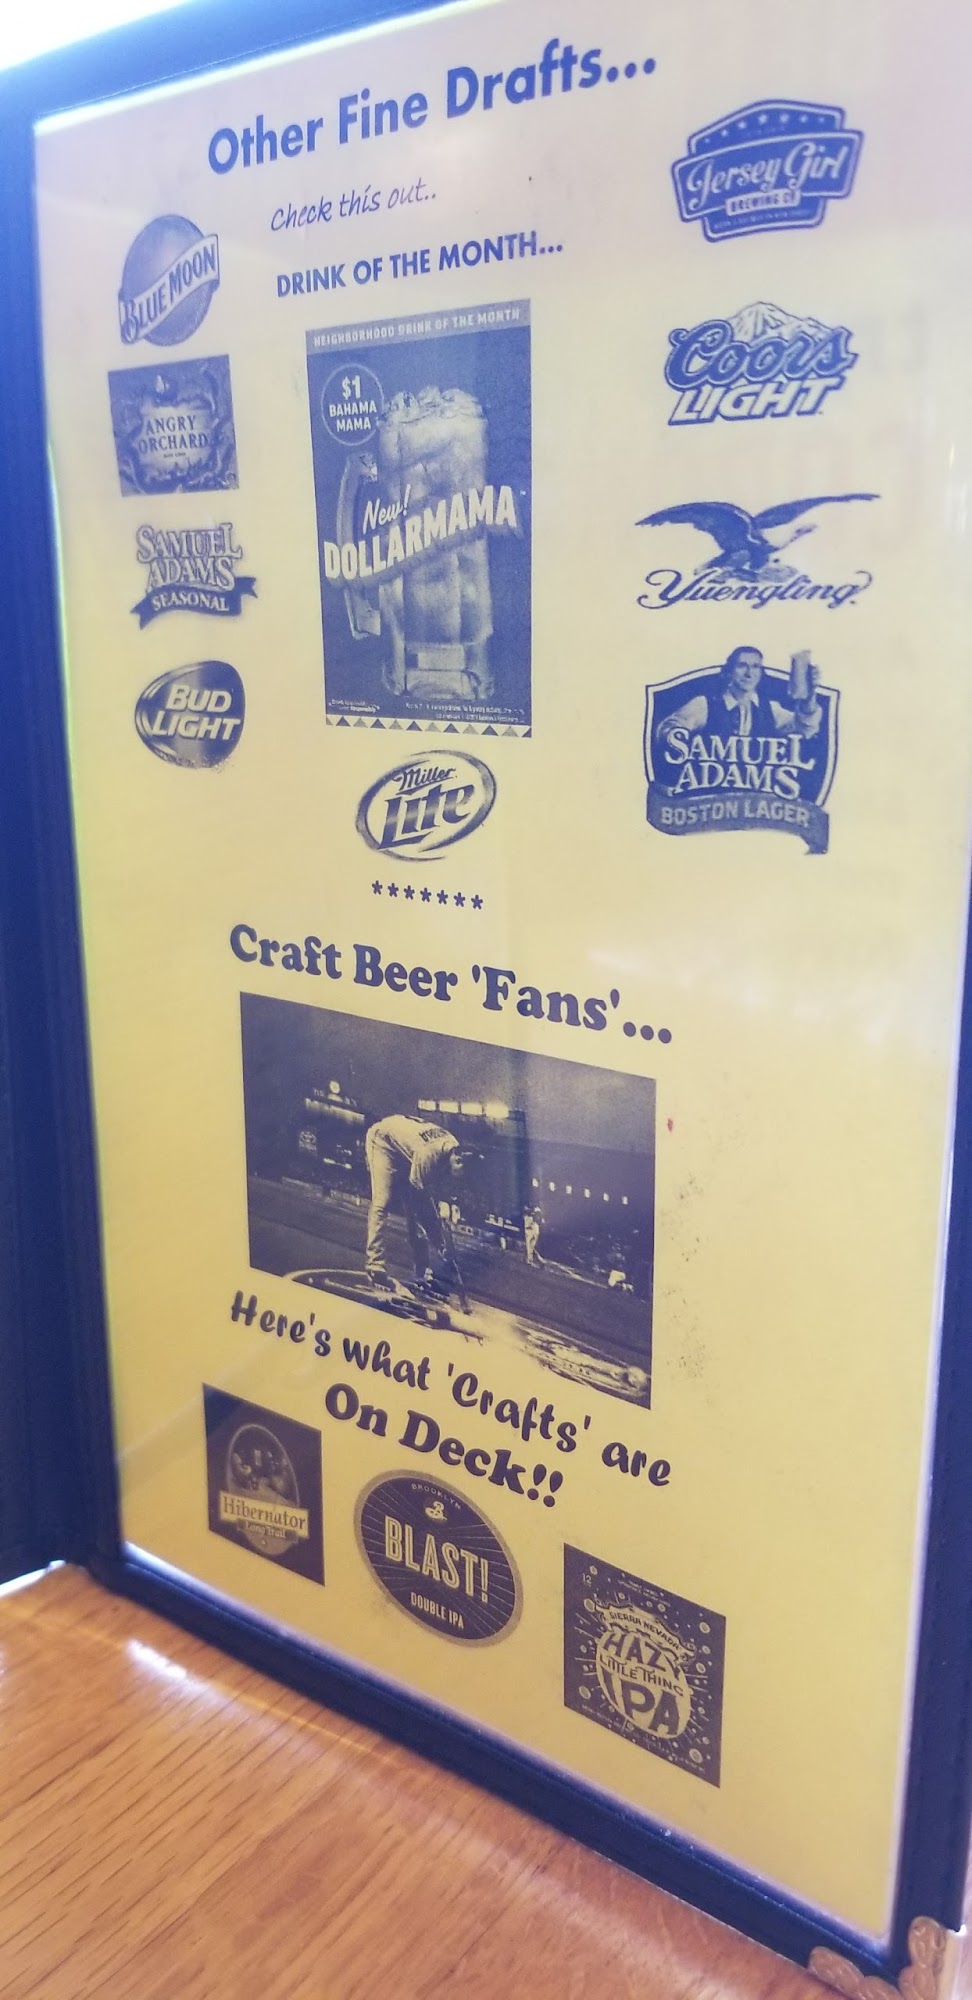 Other Fine Drafts...
Check this out..
DRINK OF THE MONTH...
Jersey Girl
BREWING CO
BLUE MOON
NEIGHBORHOOD DRINK OF THE MONTH
$1
BAHAMA
MAMA
New!
DOLLARMAMA
Coors
LIGHT
ANGRY
ORCHARD
Yuengling
SAMUEL
ADAMS
SEASONAL
BUD
LIGHT
SAMUEL
ADAMS
BOSTON LAGER
Miller
Lite
*******
Craft Beer 'Fans'...
Here's what 'Crafts' are
On Deck!!
Hibernator
Long Trail
BROOKLYN
B
BLAST!
DOUBLE IPA
12
SIERRA NEVADA
HAZY
LITTLE THING
IPA